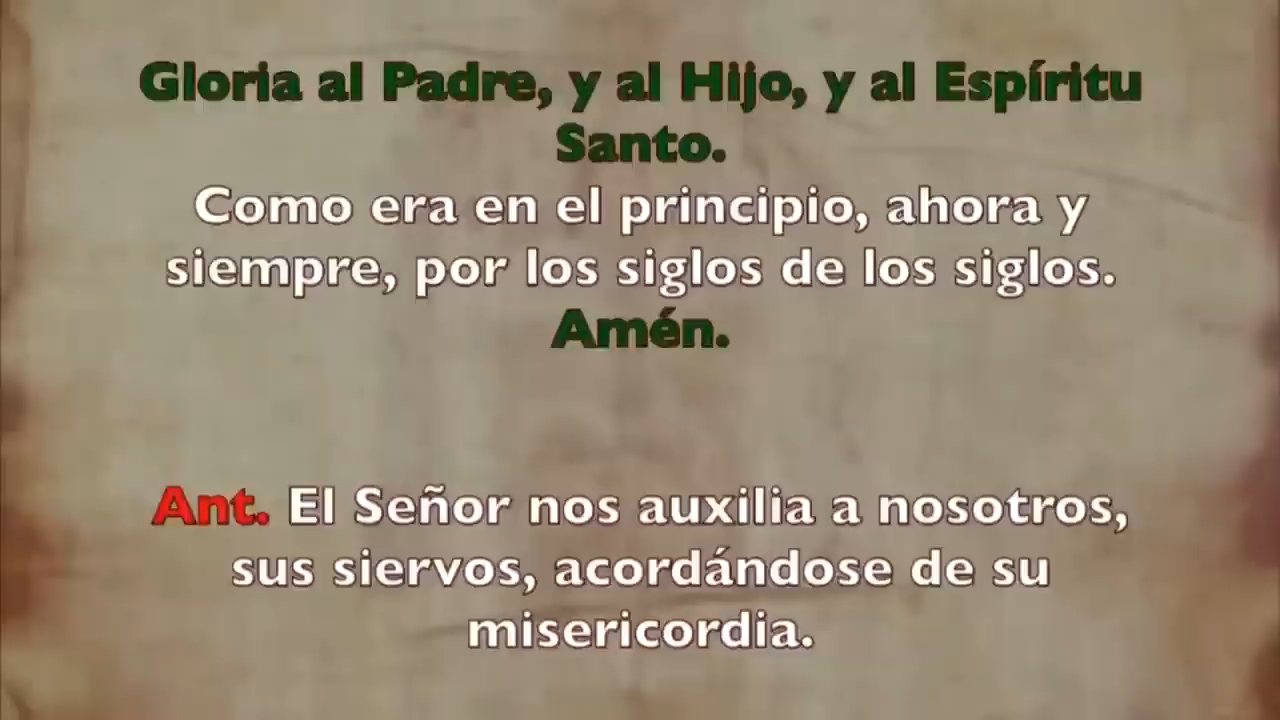 Gloria al Padre, y al Hijo, y al Espíritu
Santo.
Como era en el principio, ahora y
siempre, por los siglos de los siglos.
Amén.
Ant. El Señor nos auxilia a nosotros,
sus siervos, acordándose de su
misericordia.